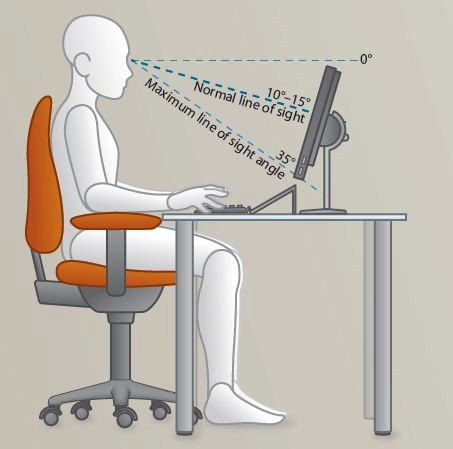 0°
10°–15°
Normal line of sight
35°
Maximum line of sight angle